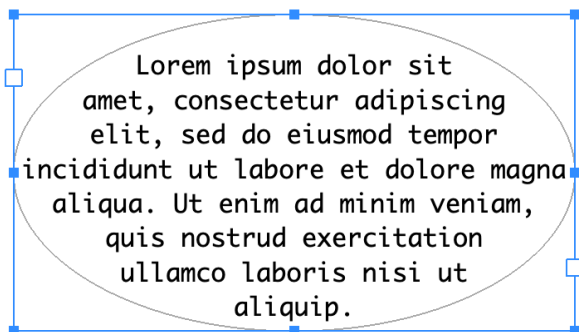 Lorem ipsum dolor sit
amet, consectetur adipiscing
elit, sed do eiusmod tempor
incididunt ut labore et dolore magna
aliqua. Ut enim ad minim veniam,
quis nostrud exercitation
ullamco laboris nisi ut
aliquip.